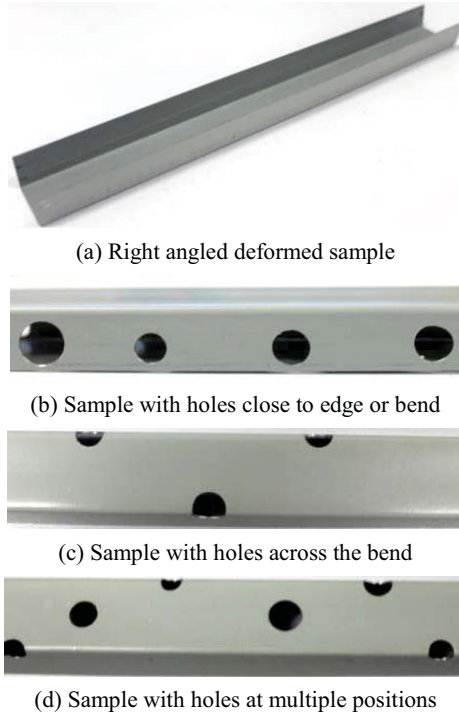 (a) Right angled deformed sample
(b) Sample with holes close to edge or bend
(c) Sample with holes across the bend
(d) Sample with holes at multiple positions